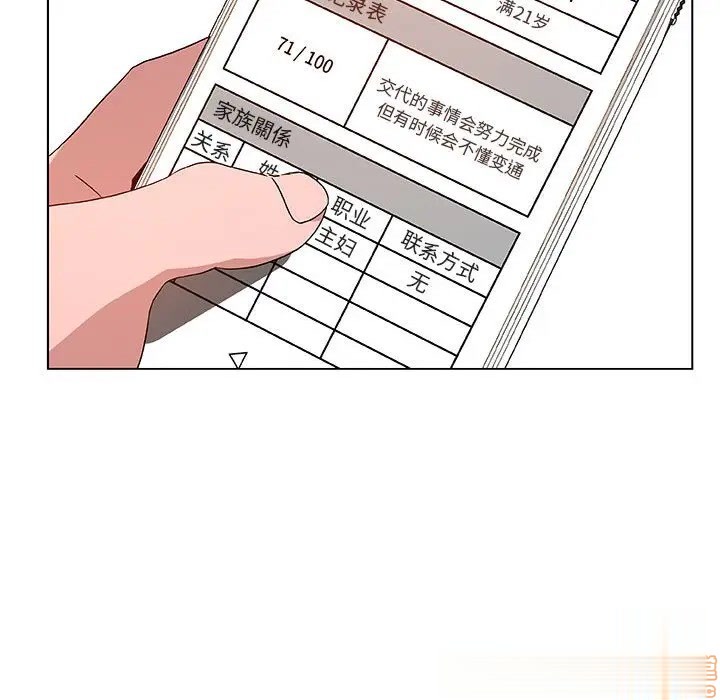 记录表
满21岁
71/100
交代的事情会努力完成
但有时候会不懂变通
家族關係
关系 姓 职业 联系方式
主妇 无